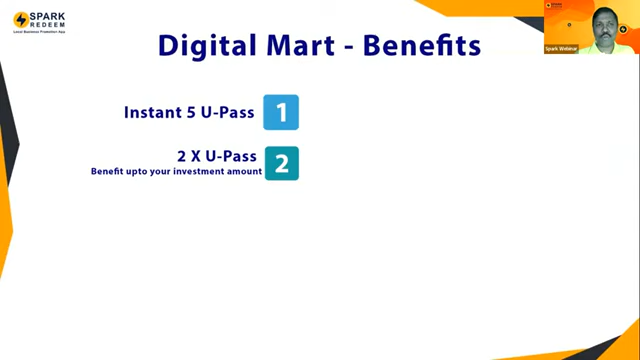 SPARK
REDEEM
Local Business Promotion App
Digital Mart - Benefits
Spark Webinar
Instant 5 U-Pass 1
2 X U-Pass
Benefit upto your investment amount
2